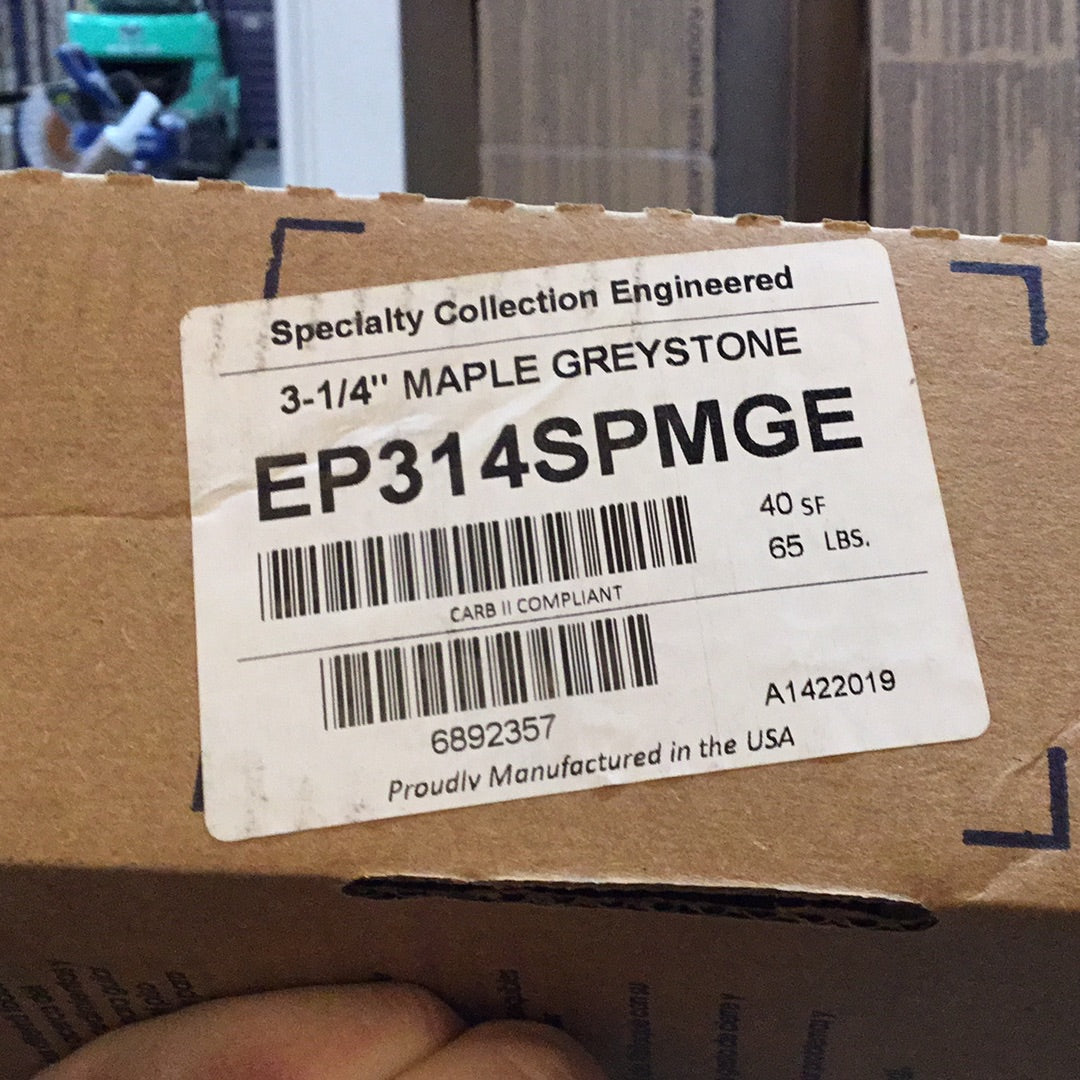 Specialty Collection Engineered
3-1/4" MAPLE GREYSTONE
EP314SPMGE
40 SF
65 LBS.
CARB II COMPLIANT
6892357
A1422019
Proudly Manufactured in the USA